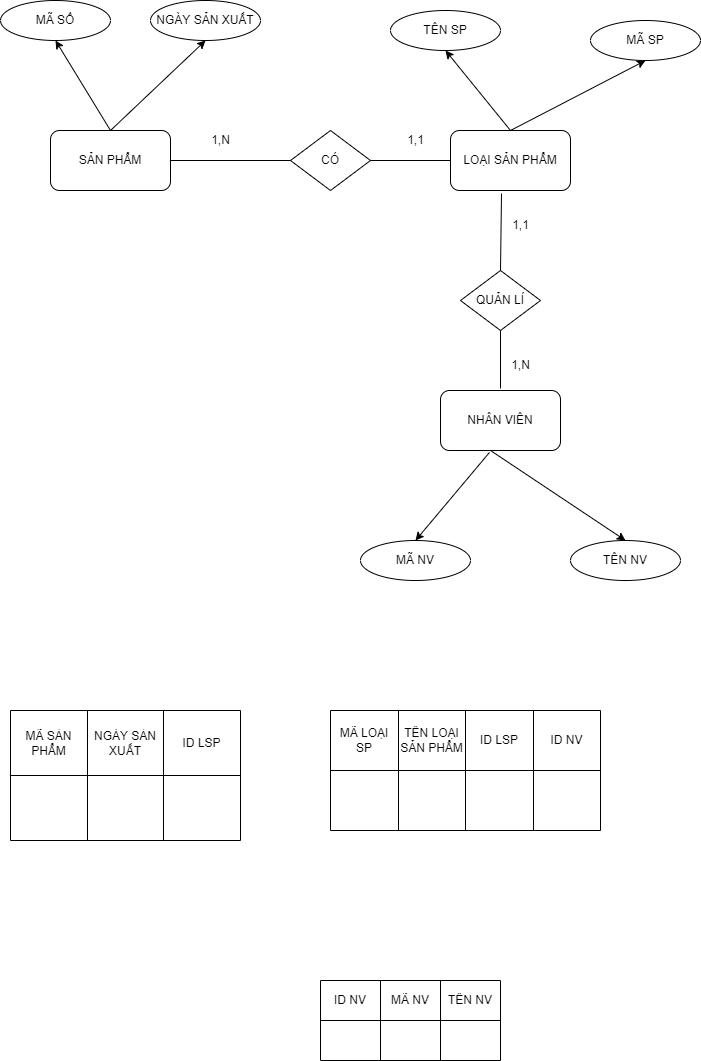 MÃ SỐ
NGÀY SẢN XUẤT
TÊN SP
MÃ SP
1,N
1,1
SẢN PHẨM
CÓ
LOẠI SẢN PHẨM
1,1
QUẢN LÍ
1,N
NHÂN VIÊN
MÃ NV
TÊN NV
MÃ SẢN
PHẨM
NGÀY SẢN
XUẤT
ID LSP
MÃ LOẠI
SP
TÊN LOẠI
SẢN PHẨM
ID LSP
ID NV
ID NV
MÃ NV
TÊN NV